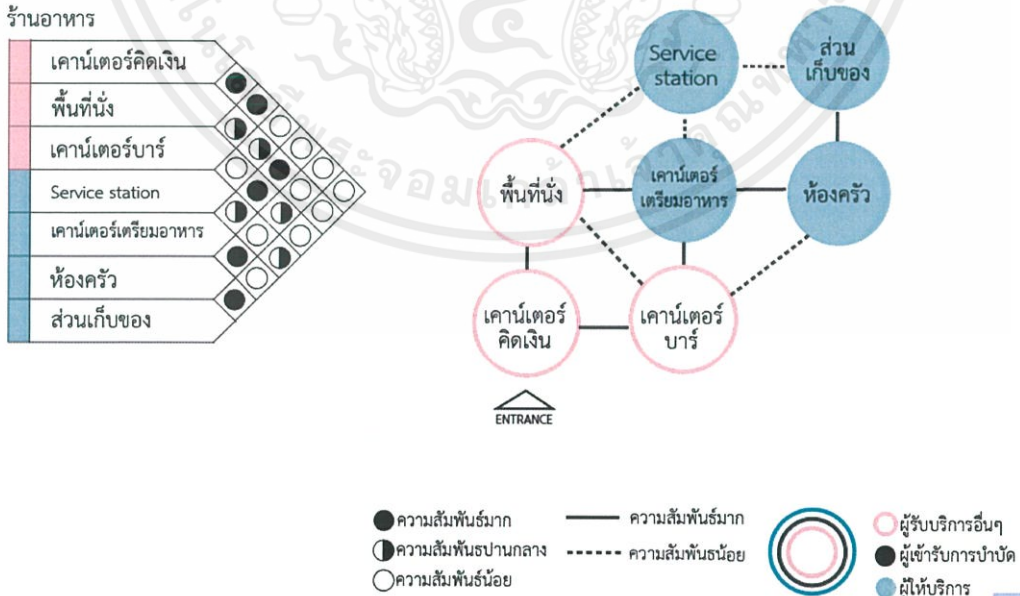 ร้านอาหาร
เคาน์เตอร์คิดเงิน
พื้นที่นั่ง
เคาน์เตอร์บาร์
Service station
เคาน์เตอร์เตรียมอาหาร
ห้องครัว
ส่วนเก็บของ
Service
station
ส่วน
เก็บของ
พื้นที่นั่ง
เคาน์เตอร์
เตรียมอาหาร
ห้องครัว
เคาน์เตอร์
คิดเงิน
เคาน์เตอร์
บาร์
ENTRANCE
ความสัมพันธ์มาก
ความสัมพันธปานกลาง
ความสัมพันธ์น้อย
ความสัมพันธ์มาก
ความสัมพันธน้อย
ผู้รับบริการอื่นๆ
ผู้เข้ารับการบำบัด
ผู้ให้บริการ